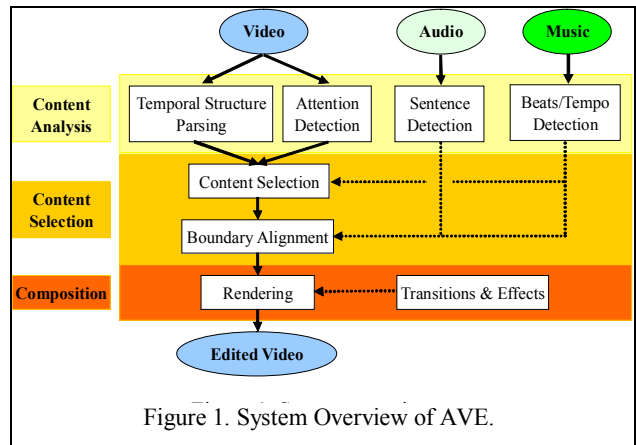 Video
Audio
Music
Content
Analysis
Temporal Structure
Parsing
Attention
Detection
Sentence
Detection
Beats/Tempo
Detection
Content
Selection
Content Selection
Boundary Alignment
Composition
Rendering
Transitions & Effects
Edited Video
Figure 1. System Overview of AVE.